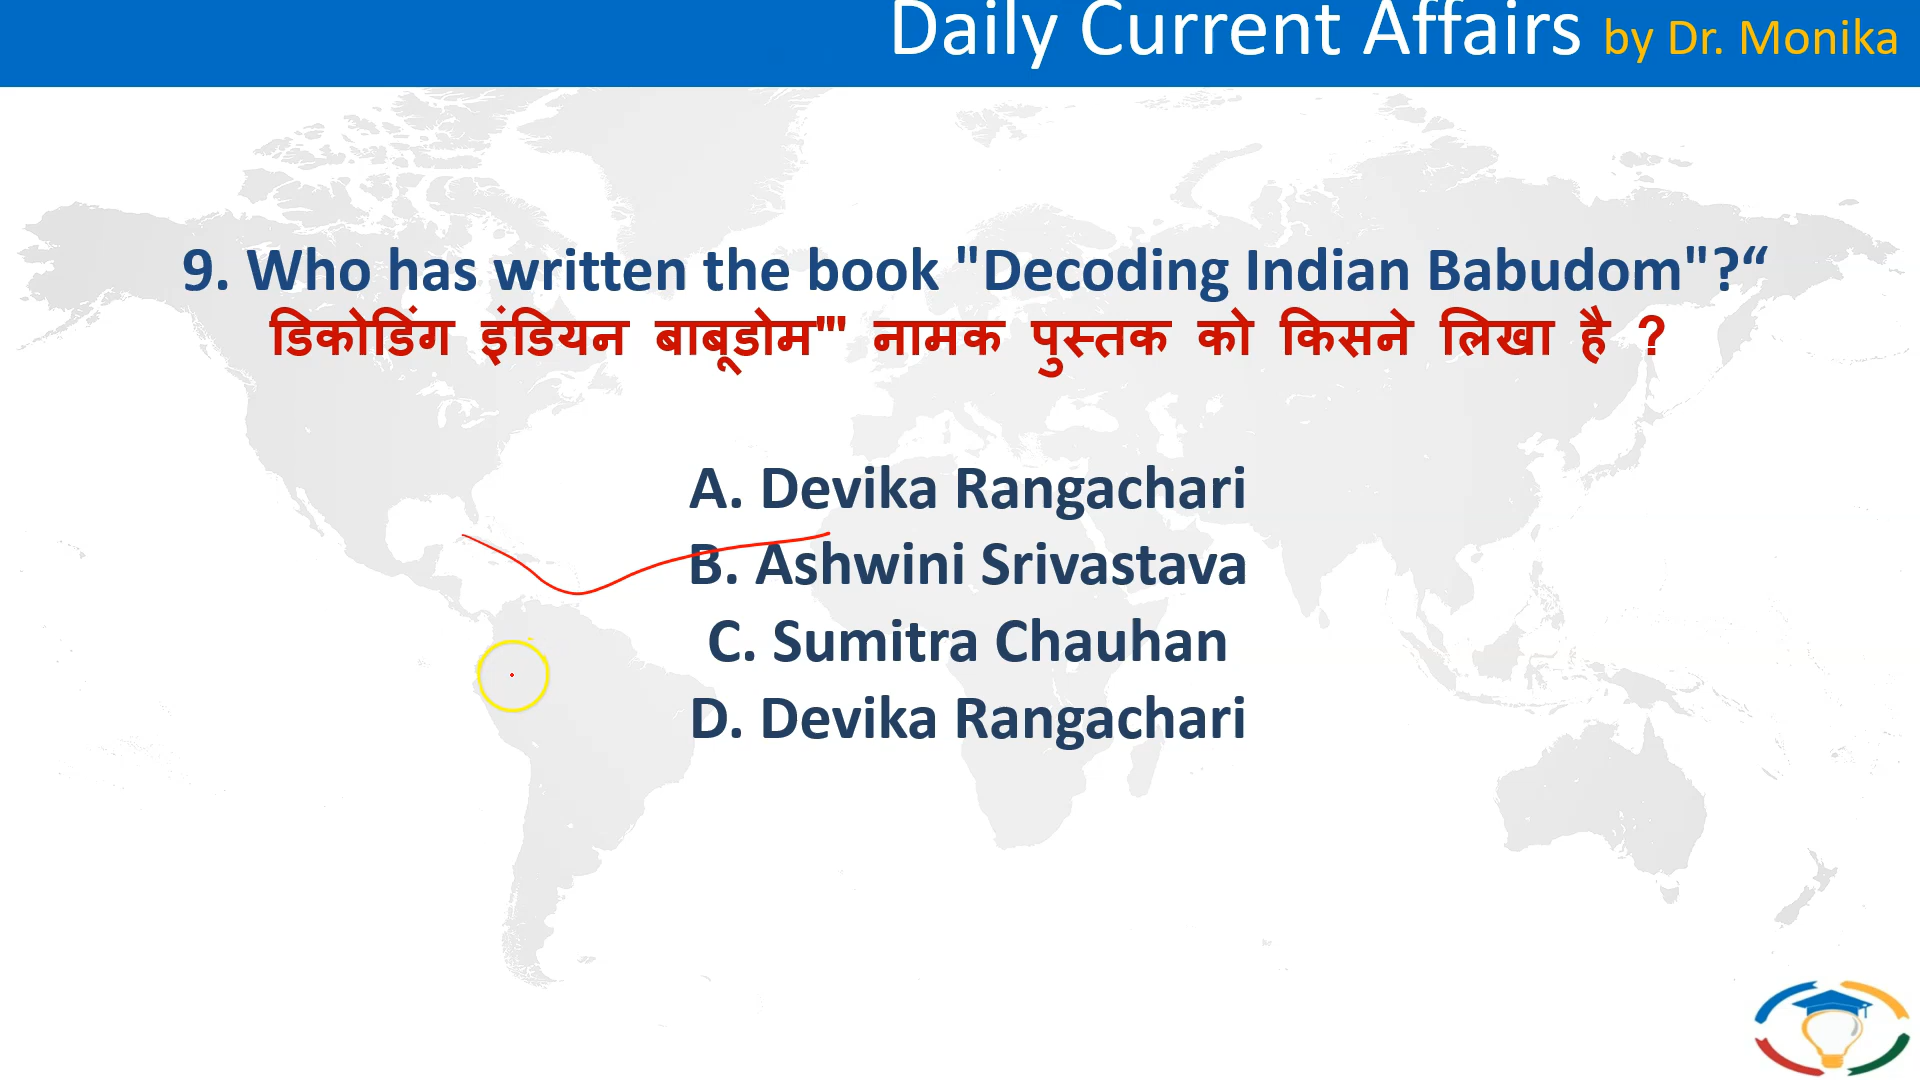 Daily Current Affairs by Dr. Monika
9. Who has written the book "Decoding Indian Babudom"?“
डिकोडिंग इंडियन बाबूडोम"' नामक पुस्तक को किसने लिखा है ?
A. Devika Rangachari
B. Ashwini Srivastava
C. Sumitra Chauhan
D. Devika Rangachari